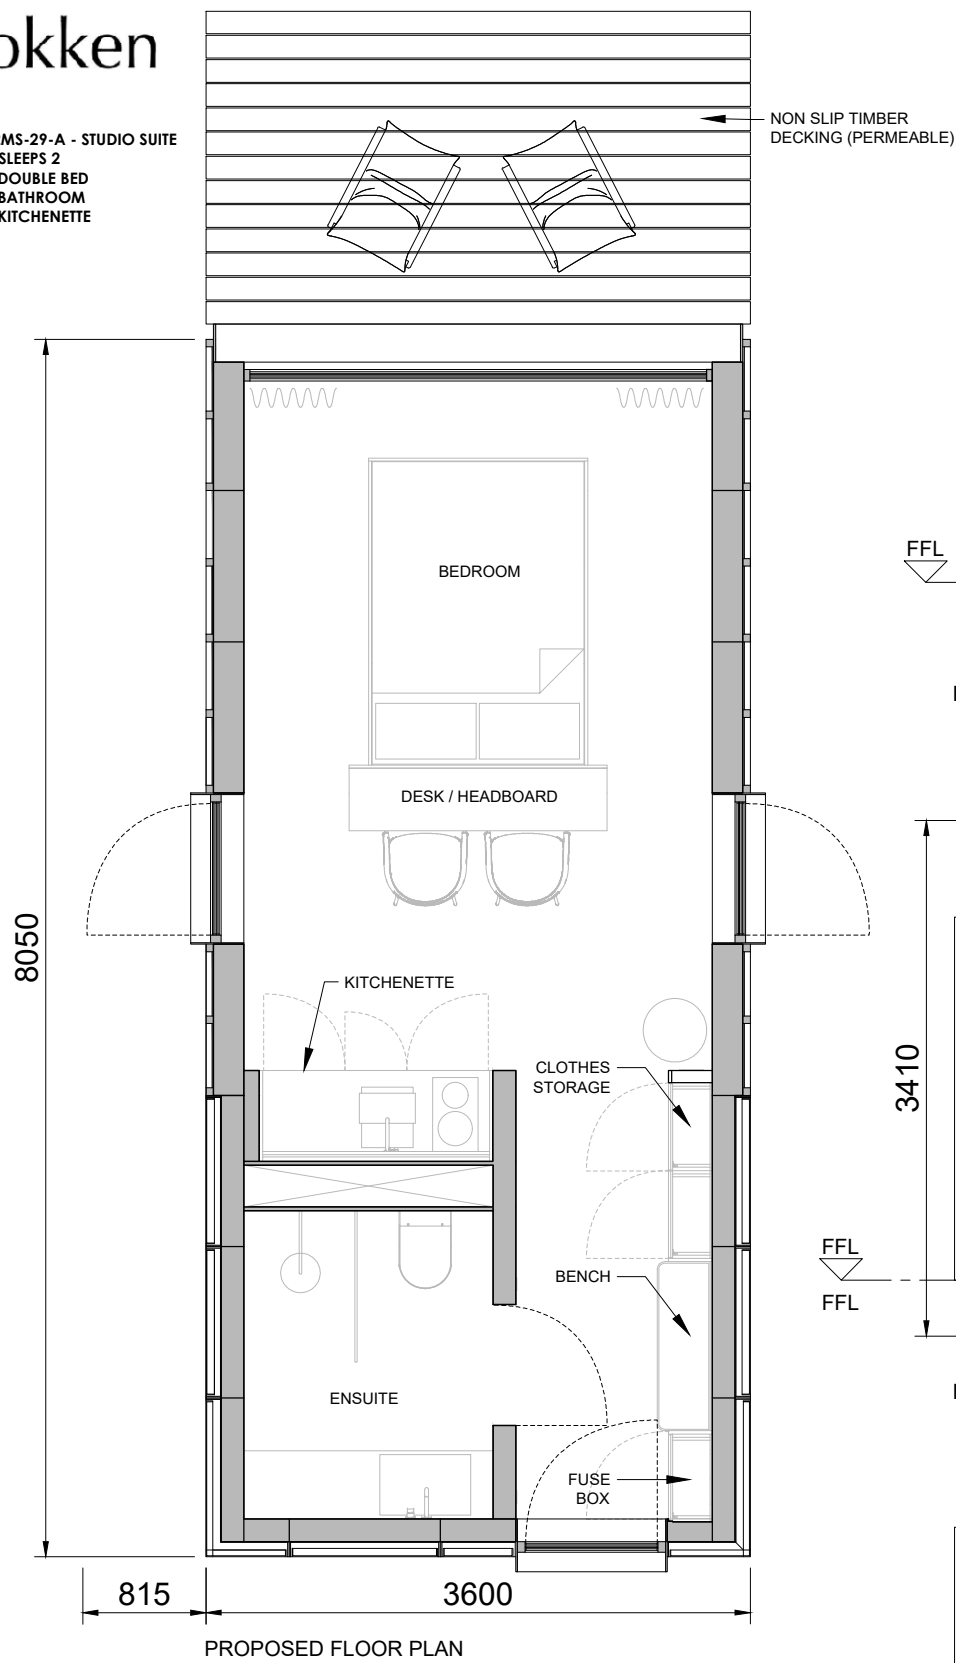 okken
MS-29-A - STUDIO SUITE
SLEEPS 2
DOUBLE BED
BATHROOM
KITCHENETTE
NON SLIP TIMBER
DECKING (PERMEABLE)
FFL
BEDROOM
DESK / HEADBOARD
8050
KITCHENETTE
CLOTHES
STORAGE
3410
FFL
FFL
BENCH
ENSUITE
FUSE
BOX
815
3600
PROPOSED FLOOR PLAN